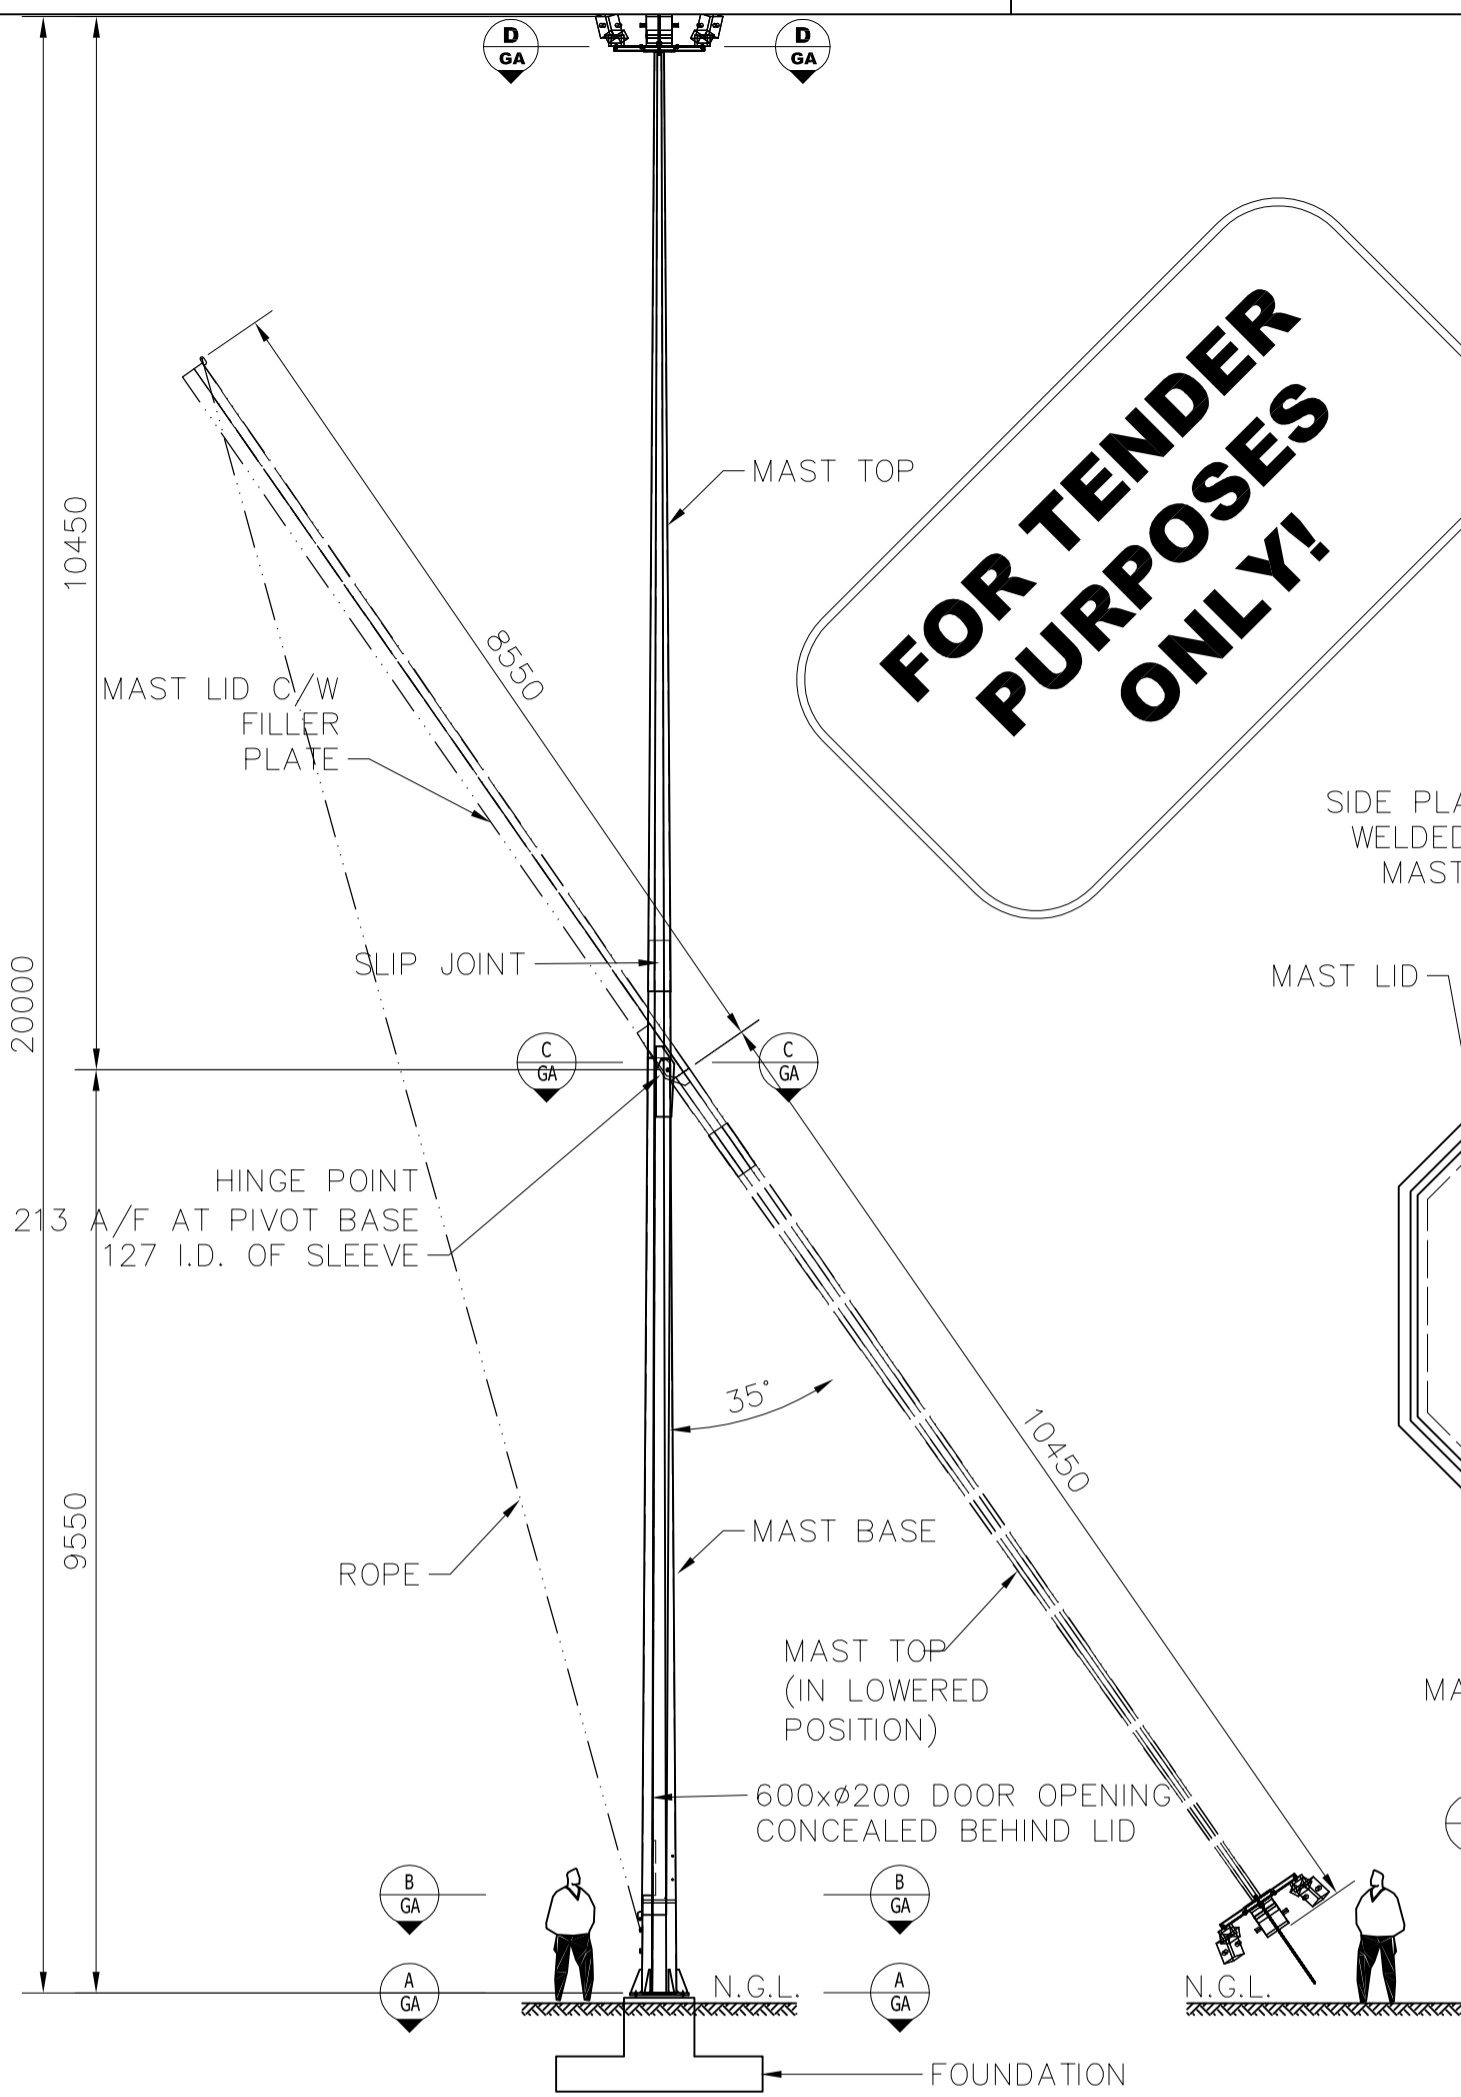 D
GA
D
GA
FOR TENDER
PURPOSES
ONLY!
MAST TOP
10450
8550
MAST LID C/W
FILLER
PLATE
SIDE PLA
WELDED
MAST
SLIP JOINT
MAST LID
20000
C
GA
C
GA
HINGE POINT
213 A/F AT PIVOT BASE
127 I.D. OF SLEEVE
35°
10450
9550
MAST BASE
ROPE
MAST TOP
(IN LOWERED
POSITION)
MA
600xø200 DOOR OPENING
CONCEALED BEHIND LID
B
GA
B
GA
A
GA
N.G.L.
A
GA
N.G.L.
FOUNDATION